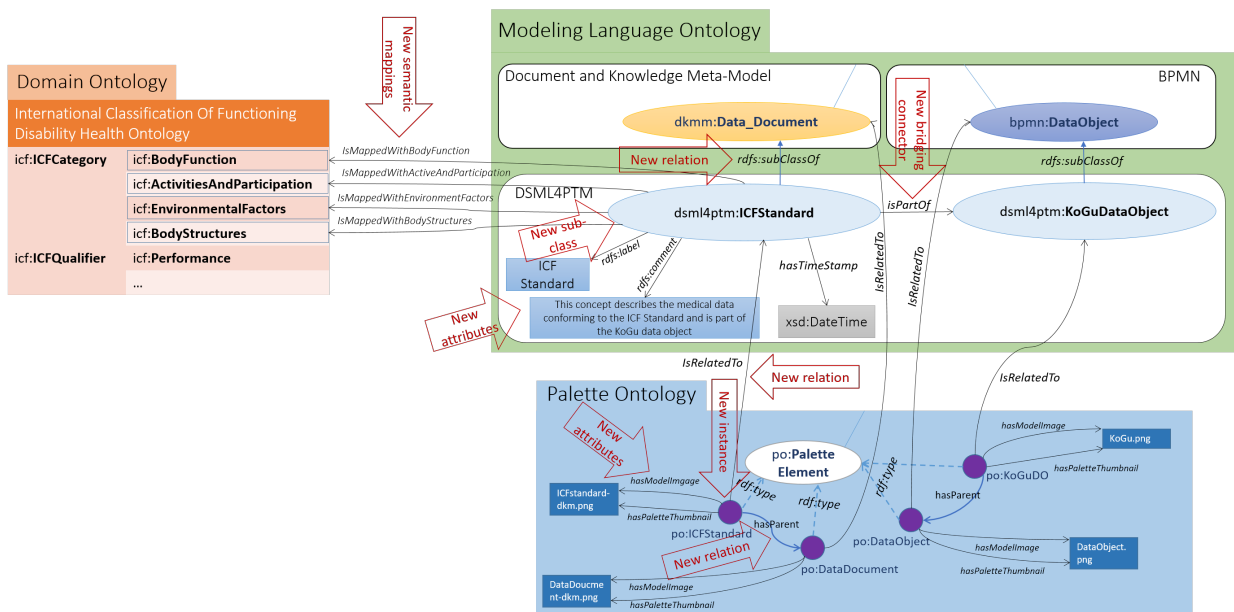 Modeling Language Ontology
New semantic
mappings
Document and Knowledge Meta-Model
BPMN
Domain Ontology
International Classification Of Functioning
Disability Health Ontology
dkmm:Data_Document
New bridging
connector
bpmn:DataObject
icf:ICFCategory
icf:BodyFunction
icf:ActivitiesAndParticipation
icf:EnvironmentalFactors
icf:BodyStructures
icf:ICFQualifier
icf:Performance
...
IsMappedWithBodyFunction
IsMappedWithActiveAndParticipation
IsMappedWithEnvironmentFactors
IsMappedWithBodyStructures
New relation
rdfs:subClassOf
rdfs:subClassOf
DSML4PTM
dsml4ptm:ICFStandard
isPartOf
dsml4ptm:KoGuDataObject
New sub-
class
rdfs:label
rdfs:comment
hasTimeStamp
IsRelatedTo
IsRelatedTo
ICF
Standard
This concept describes the medical data
conforming to the ICF Standard and is part of
the KoGu data object
xsd:DateTime
New
attributes
IsRelatedTo
New relation
IsRelatedTo
Palette Ontology
New instance
New
attributes
po:Palette
Element
hasModelImage
KoGu.png
hasPaletteThumbnail
po:KoGuDO
hasModelImgage
ICFstandard-
dkm.png
hasPaletteThumbnail
rdf:type
rdf:type
rdf:type
hasParent
po:ICFStandard
hasParent
po:DataObject
New relation
po:DataDocument
hasModelImage
DataObject.
png
hasPaletteThumbnail
DataDoucme
nt-dkm.png
hasModelImage
hasPaletteThumbnail